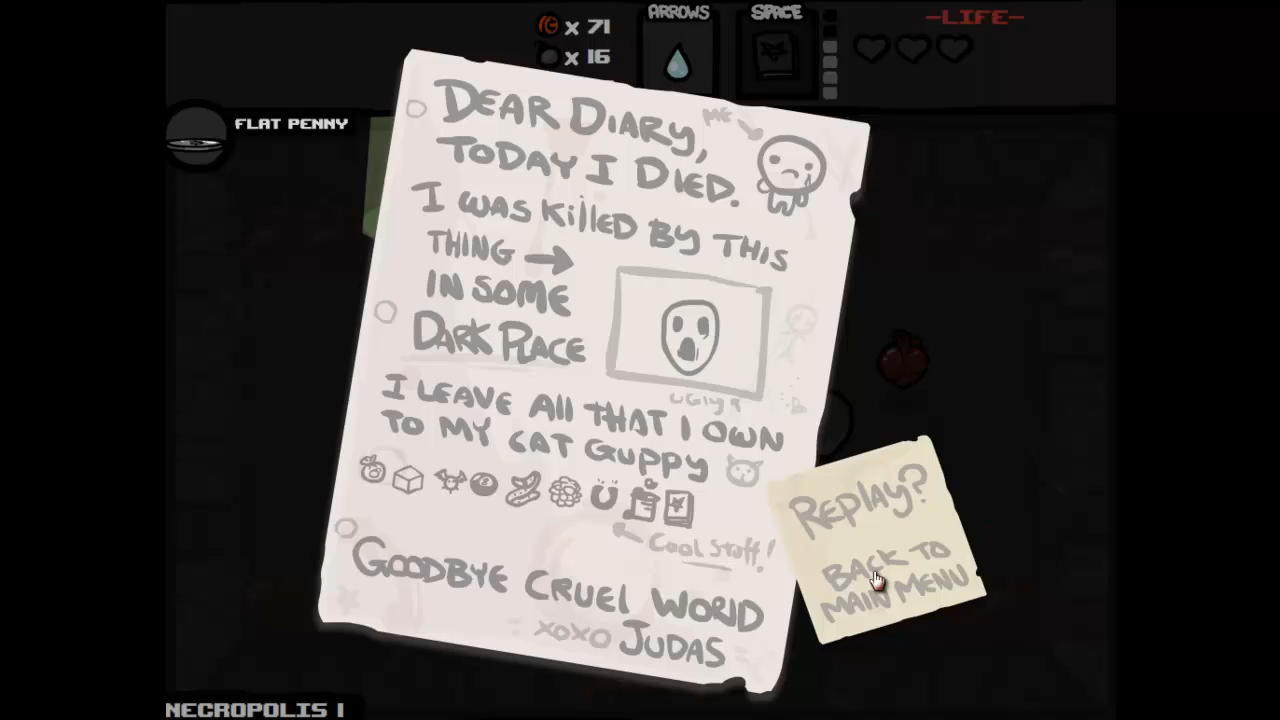 x 71
x 16
ARROWS
SPACE
-LIFE-
FLAT PENNY
DEAR DIARY,
ME
TODAY I DIED.
I WAS KillED BY THIS
THING →
IN SOME
DARK PLACE
UGly
I LEAVE All THAT I OWN
TO MY CAT GUPPY
COOl STUFF!
GOODBYE CRUEl WORLD
XOXO JUDAS
REPlAY?
BACK TO
MAIN MENU
NECROPOLIS I